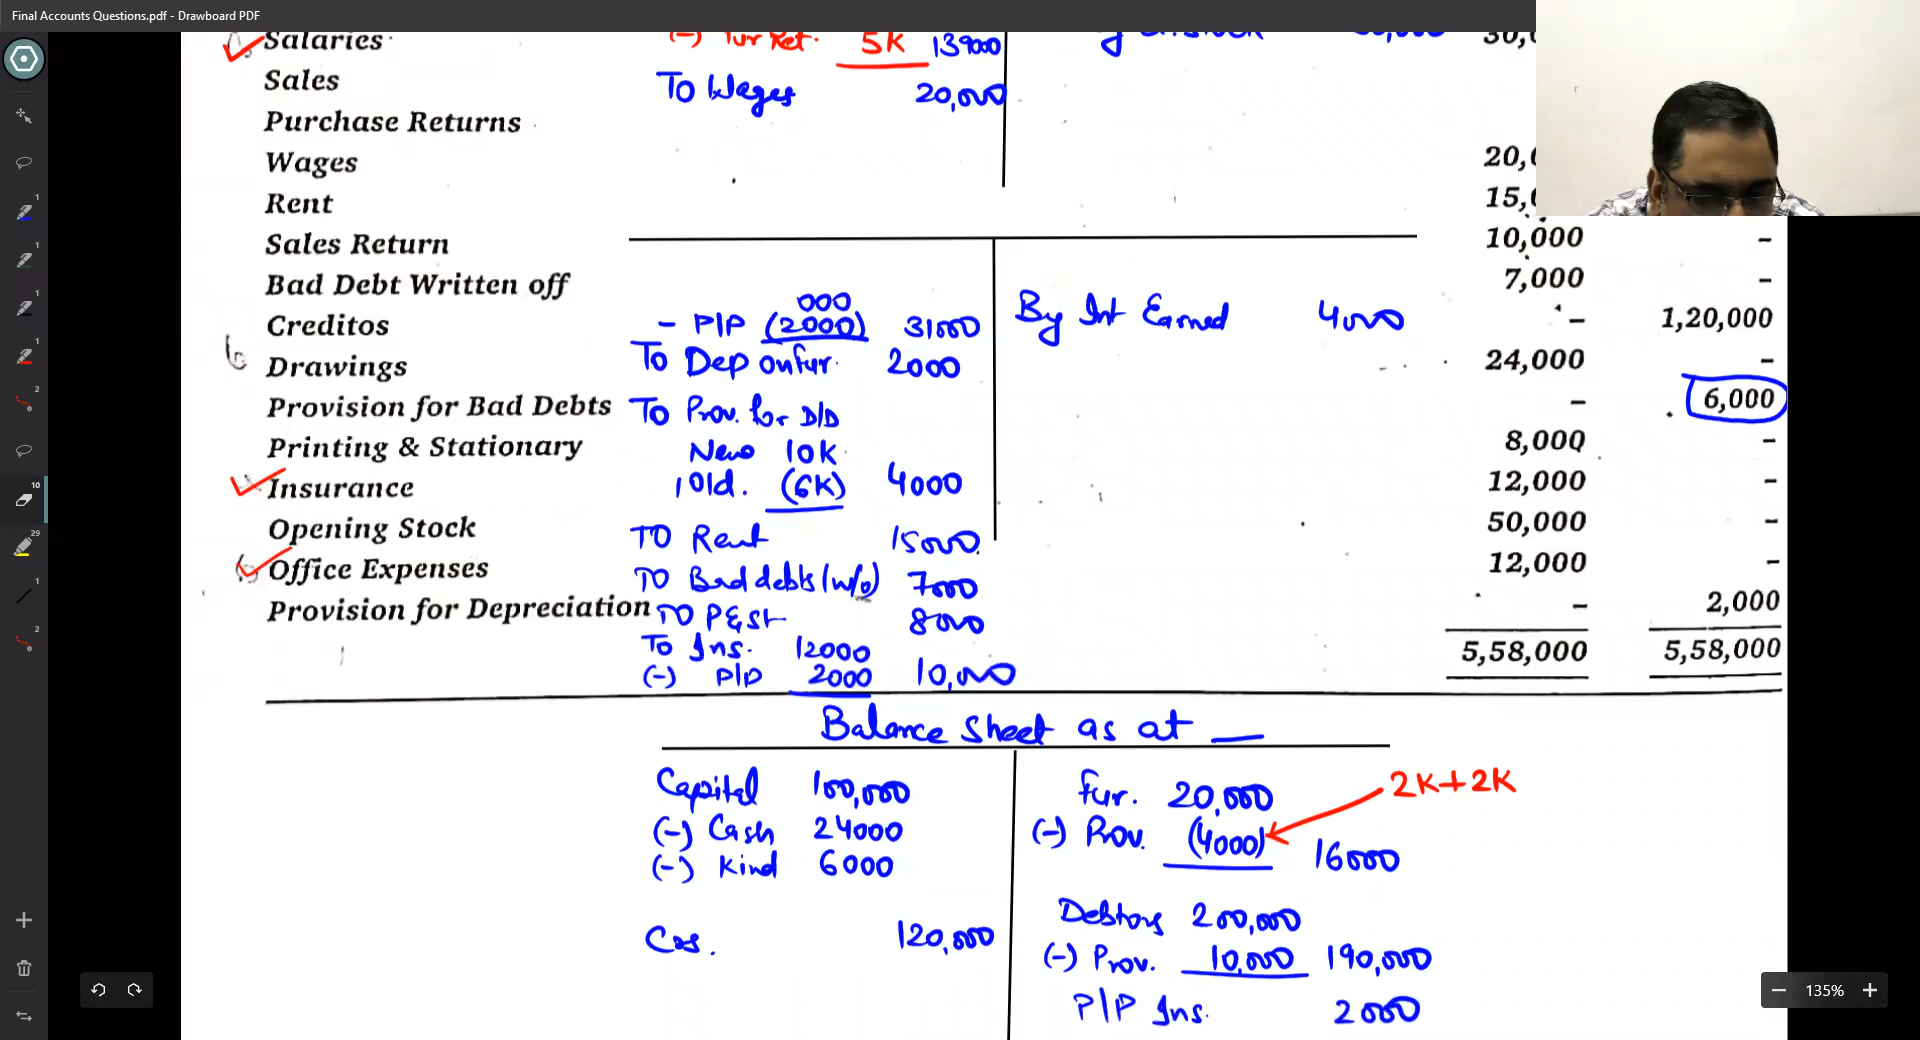 Final Accounts Questions.pdf - Drawboard PDF
Salaries
(-) Pur Ret. 5K 139000
30,
Sales
To Wages 20,000
Purchase Returns
Wages 20,
Rent 15,
Sales Return 10,000 -
Bad Debt Written off 7,000 -
000
Creditos - P/P (2000) 31000 By Int Earned 4000 - 1,20,000
Drawings To Dep on fur. 2000 24,000 -
Provision for Bad Debts To Prov. for D/D - 6,000
Printing & Stationary New 10K 8,000 -
Insurance Old. (6K) 4000 12,000 -
Opening Stock To Rent 15000 50,000 -
Office Expenses To Bad debts (w/o) 7000 12,000 -
Provision for Depreciation To P&St 8000 - 2,000
To Ins. 12000 5,58,000 5,58,000
(-) P/P 2000 10,000
Balance Sheet as at
Capital 100,000 Fur. 20,000 2K+2K
(-) Cash 24000 (-) Prov. (4000) 16000
(-) Kind 6000
Debtors 200,000
Crs. 120,000 (-) Prov. 10,000 190,000
P/P Ins. 2000
135%